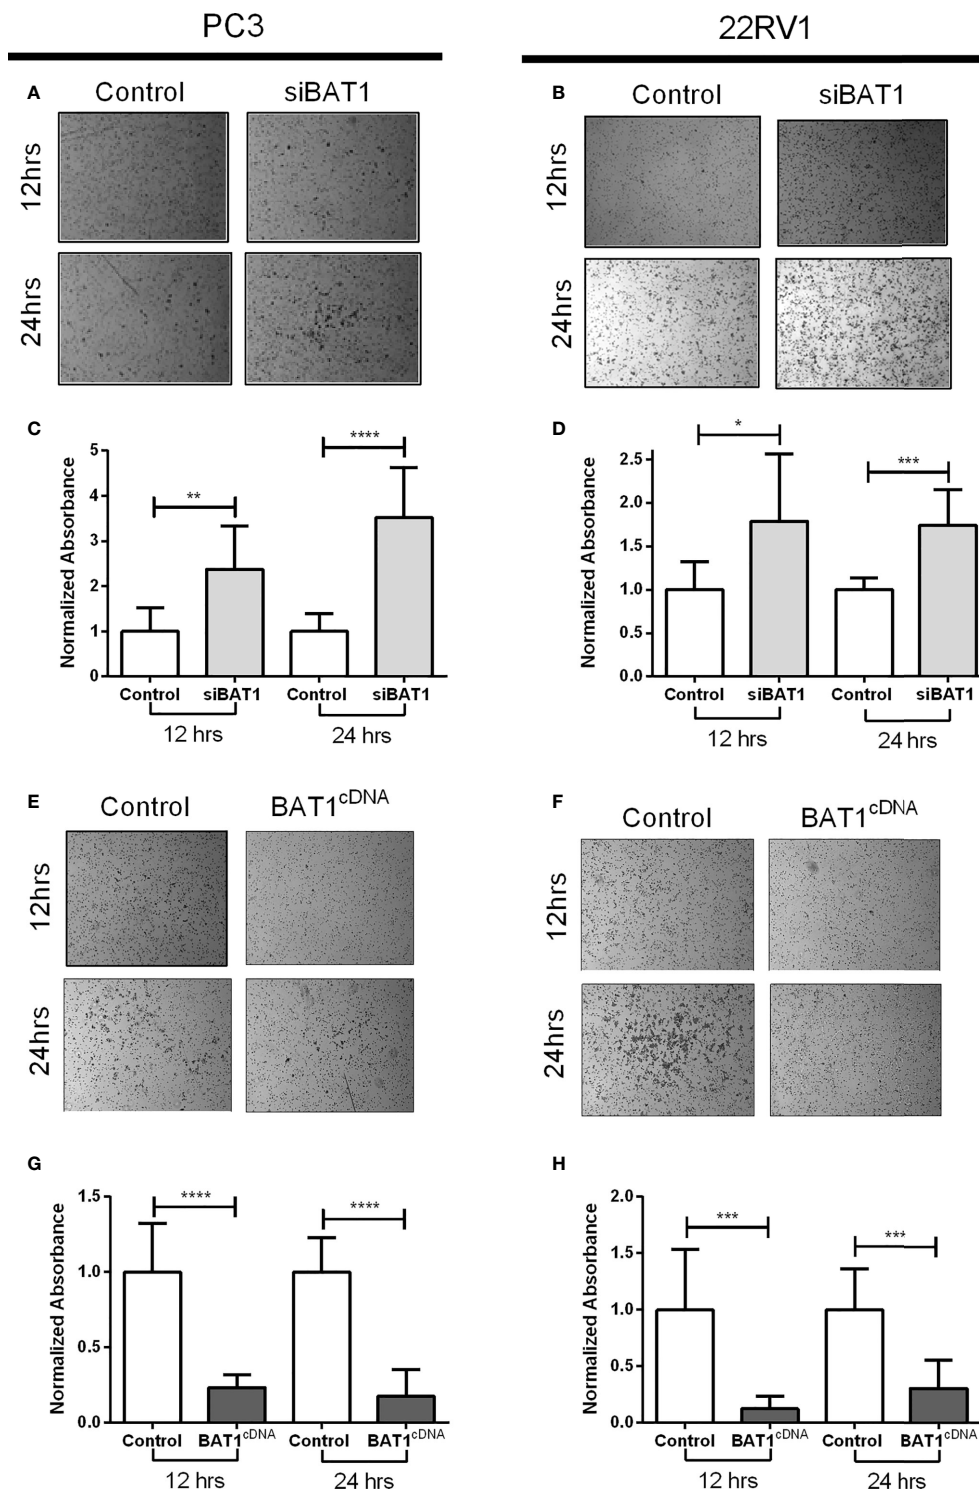 PC3
22RV1
A
Control
siBAT1
12hrs
24hrs
B
Control
siBAT1
12hrs
24hrs
C
Normalized Absorbance
5
4
3
2
1
0
**
****
Control
siBAT1
Control
siBAT1
12 hrs
24 hrs
D
Normalized Absorbance
2.5
2.0
1.5
1.0
0.5
0.0
*
***
Control
siBAT1
Control
siBAT1
12 hrs
24 hrs
E
Control
BAT1cDNA
12hrs
24hrs
F
Control
BAT1cDNA
12hrs
24hrs
G
Normalized Absorbance
1.5
1.0
0.5
0.0
****
****
Control
BAT1cDNA
Control
BAT1cDNA
12 hrs
24 hrs
H
Normalized Absorbance
2.0
1.5
1.0
0.5
0.0
***
***
Control
BAT1cDNA
Control
BAT1cDNA
12 hrs
24 hrs